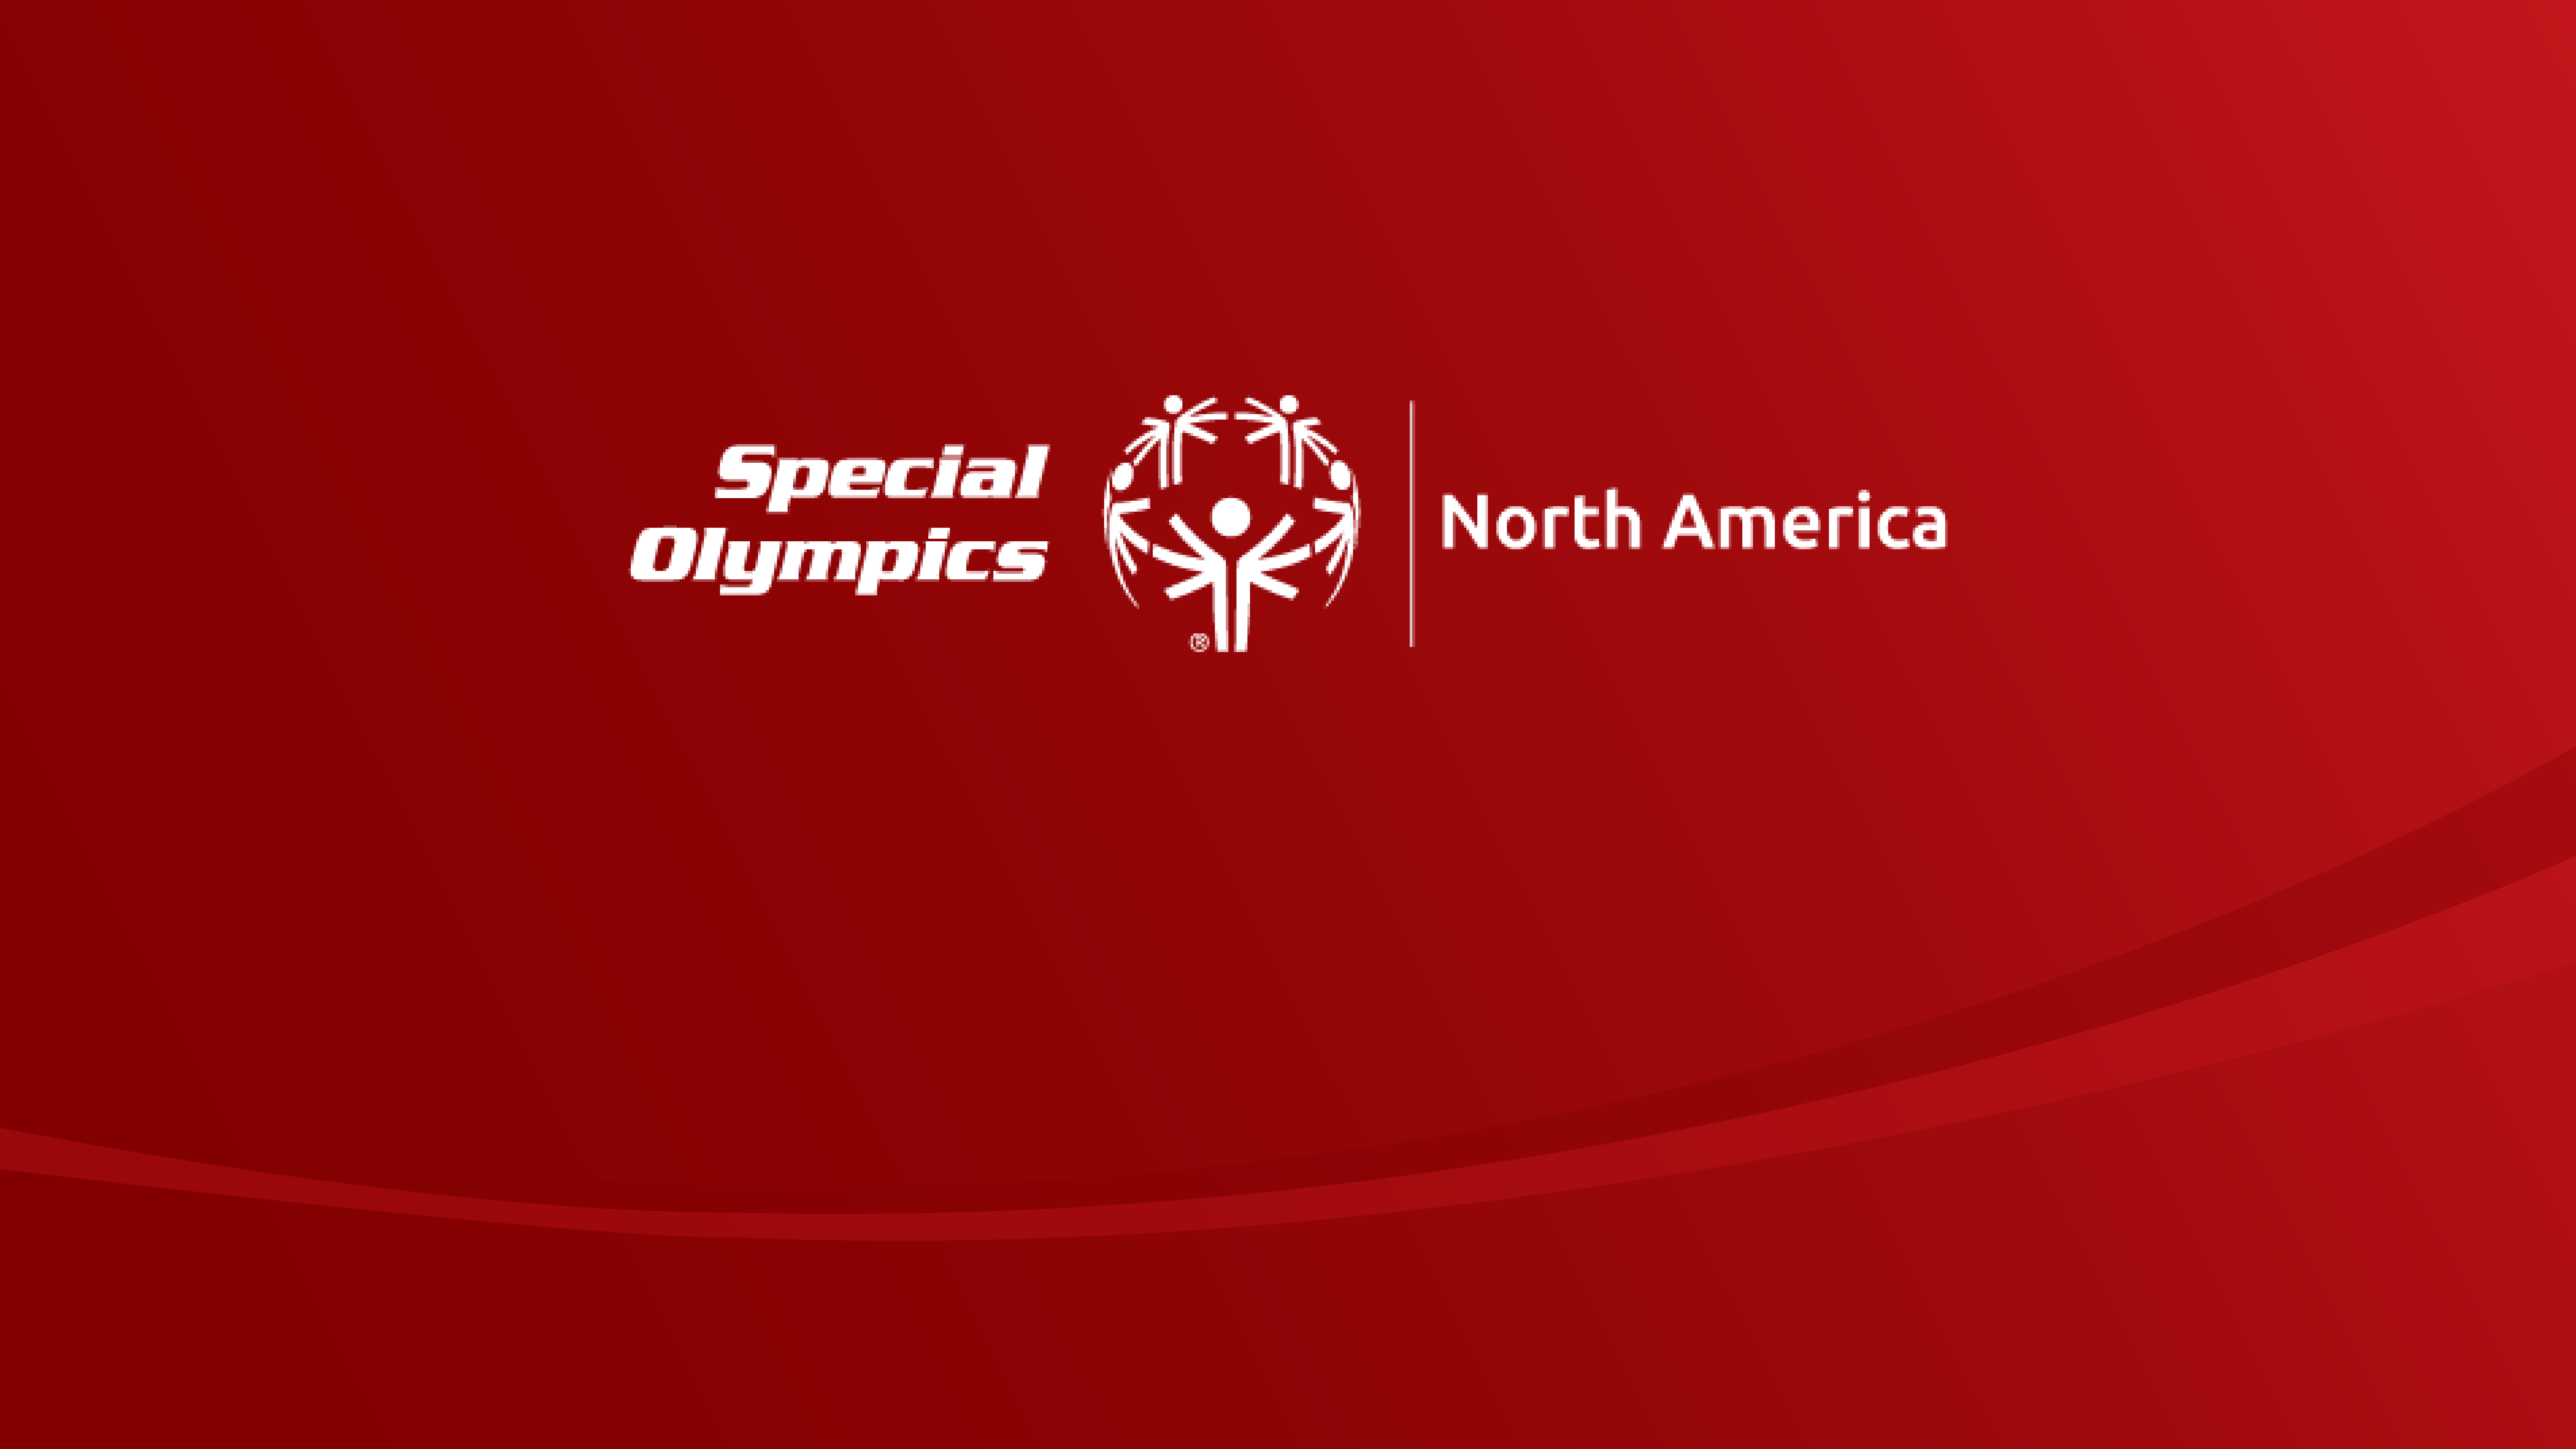 Special
Olympics
®
North America